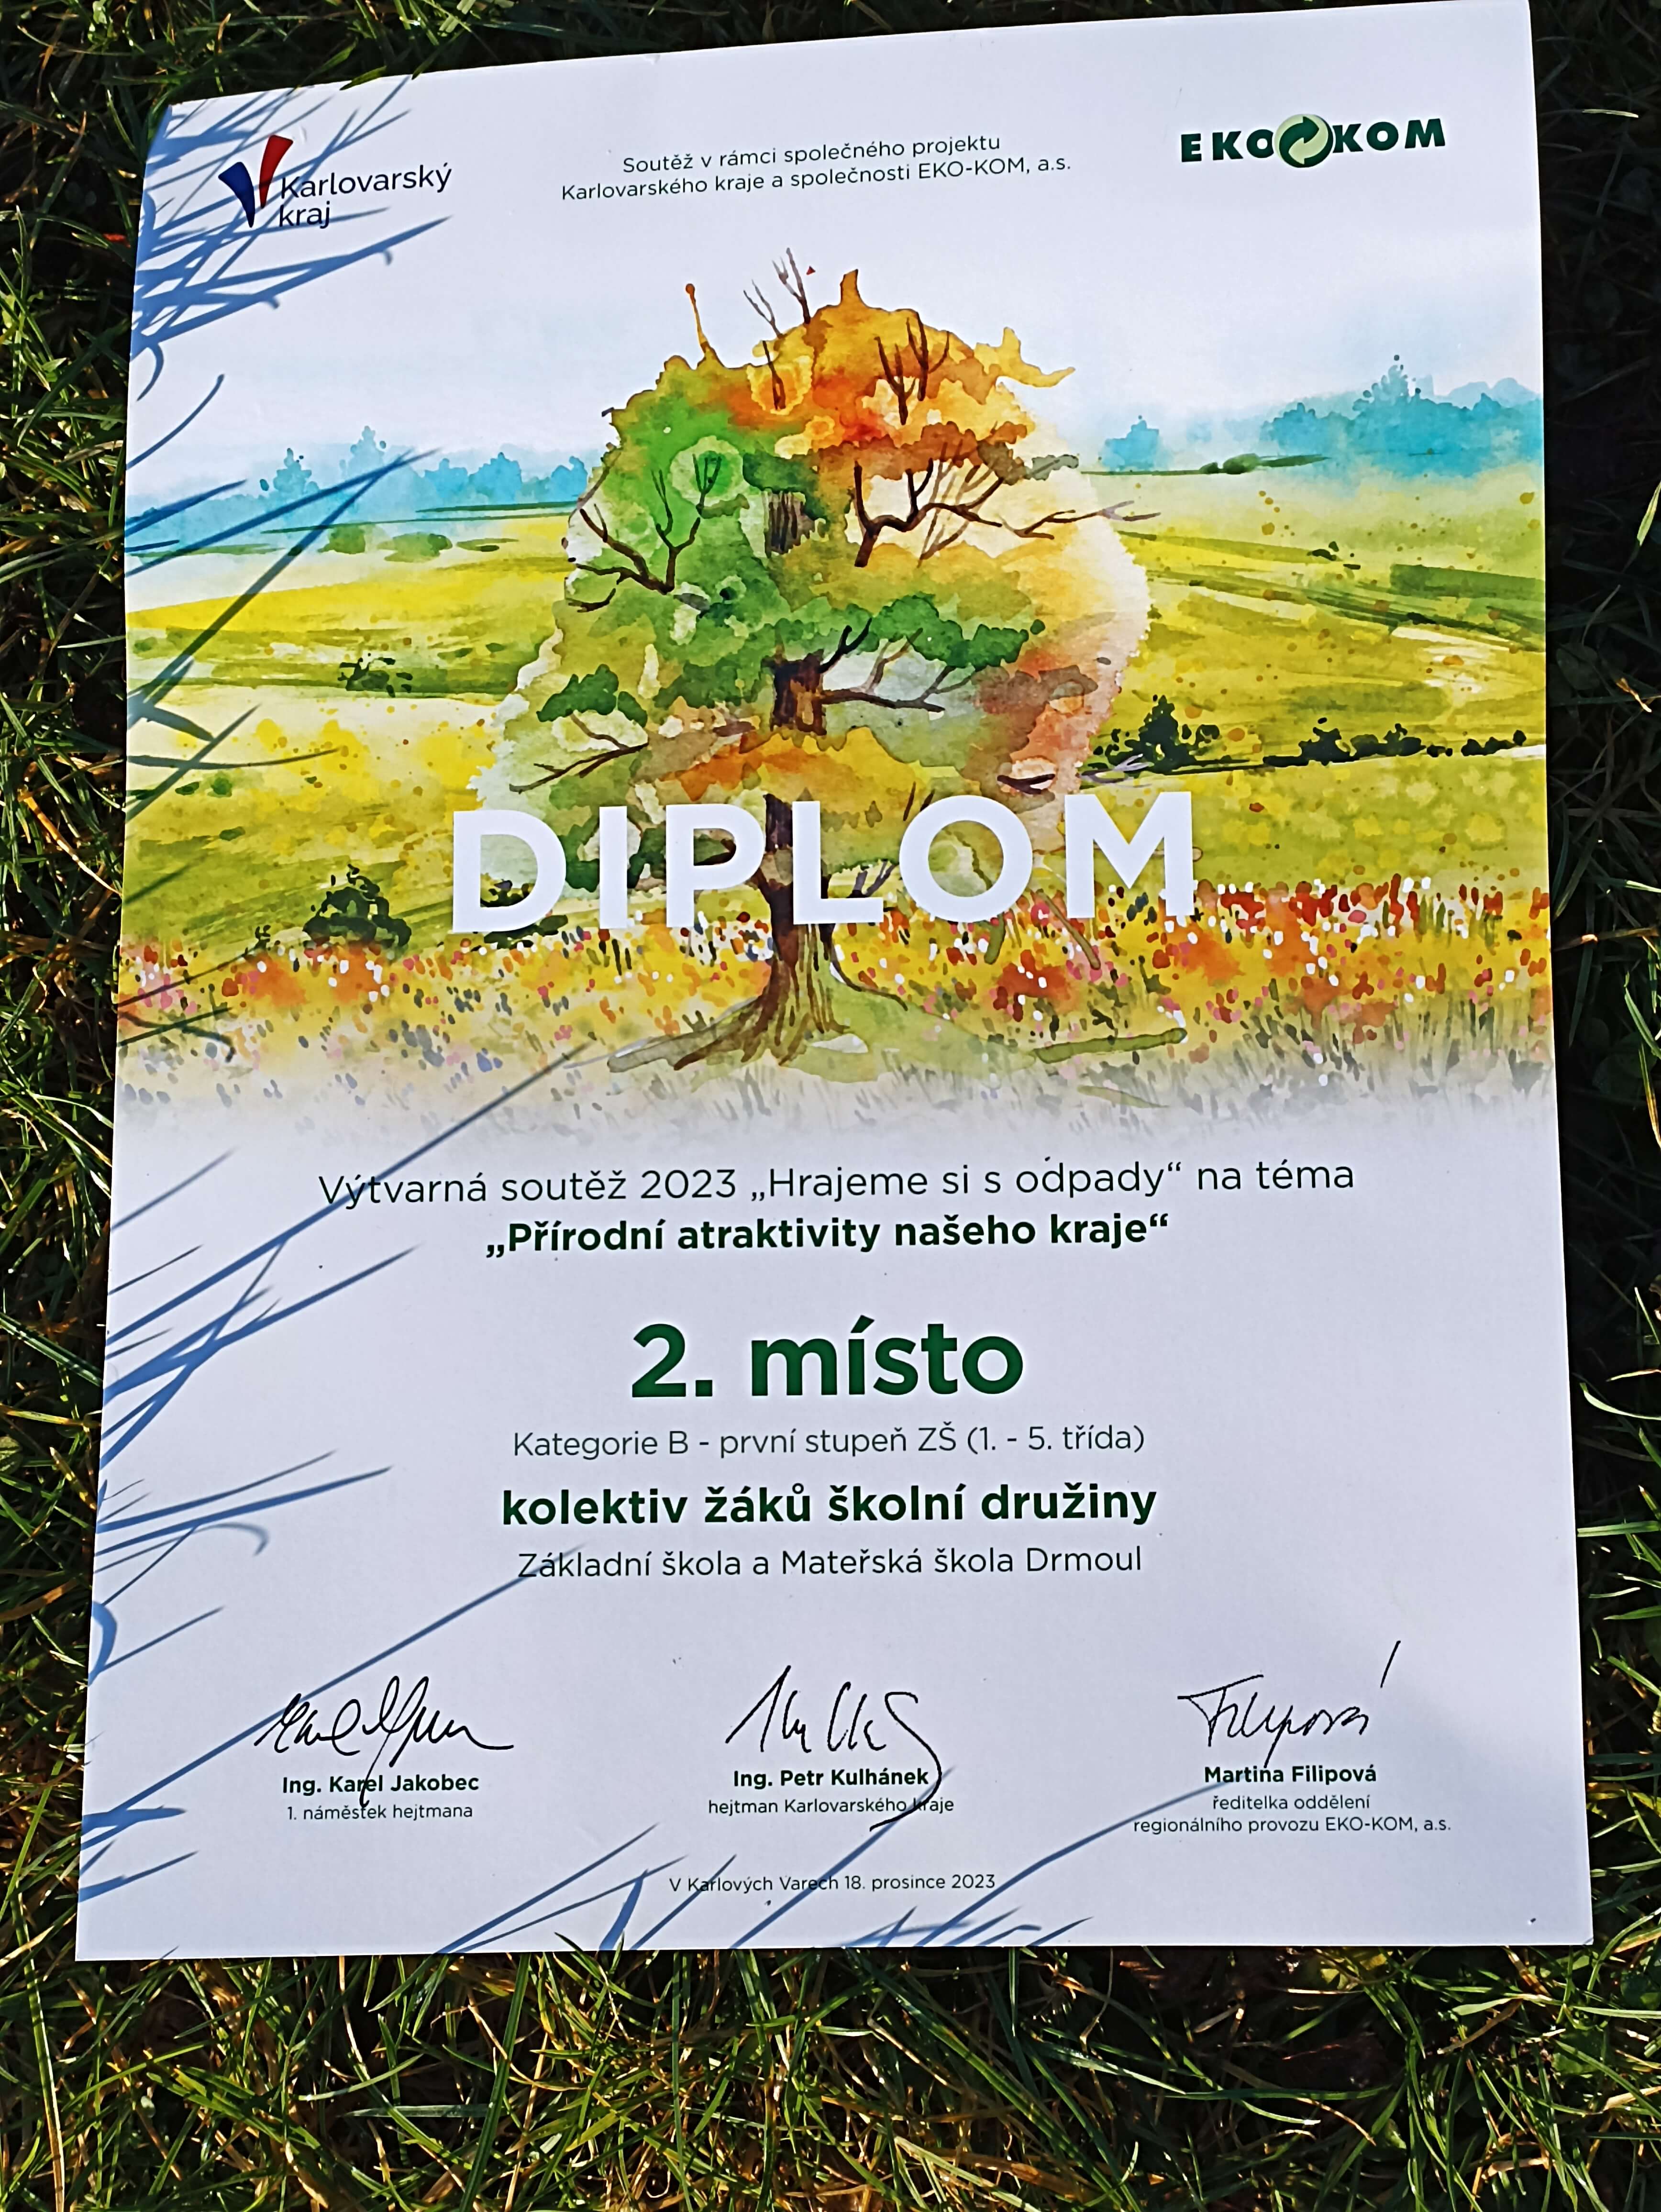 Karlovarský
kraj
Soutěž v rámci společného projektu
Karlovarského kraje a společnosti EKO-KOM, a.s.
EKO KOM
DIPLOM
Výtvarná soutěž 2023 „Hrajeme si s odpady“ na téma
„Přírodní atraktivity našeho kraje“
2. místo
Kategorie B - první stupeň ZŠ (1. - 5. třída)
kolektiv žáků školní družiny
Základní škola a Mateřská škola Drmoul
Filipová
Ing. Karel Jakobec
1. náměstek hejtmana
Ing. Petr Kulhánek
hejtman Karlovarského kraje
Martina Filipová
ředitelka oddělení
regionálního provozu EKO-KOM, a.s.
V Karlových Varech 18. prosince 2023